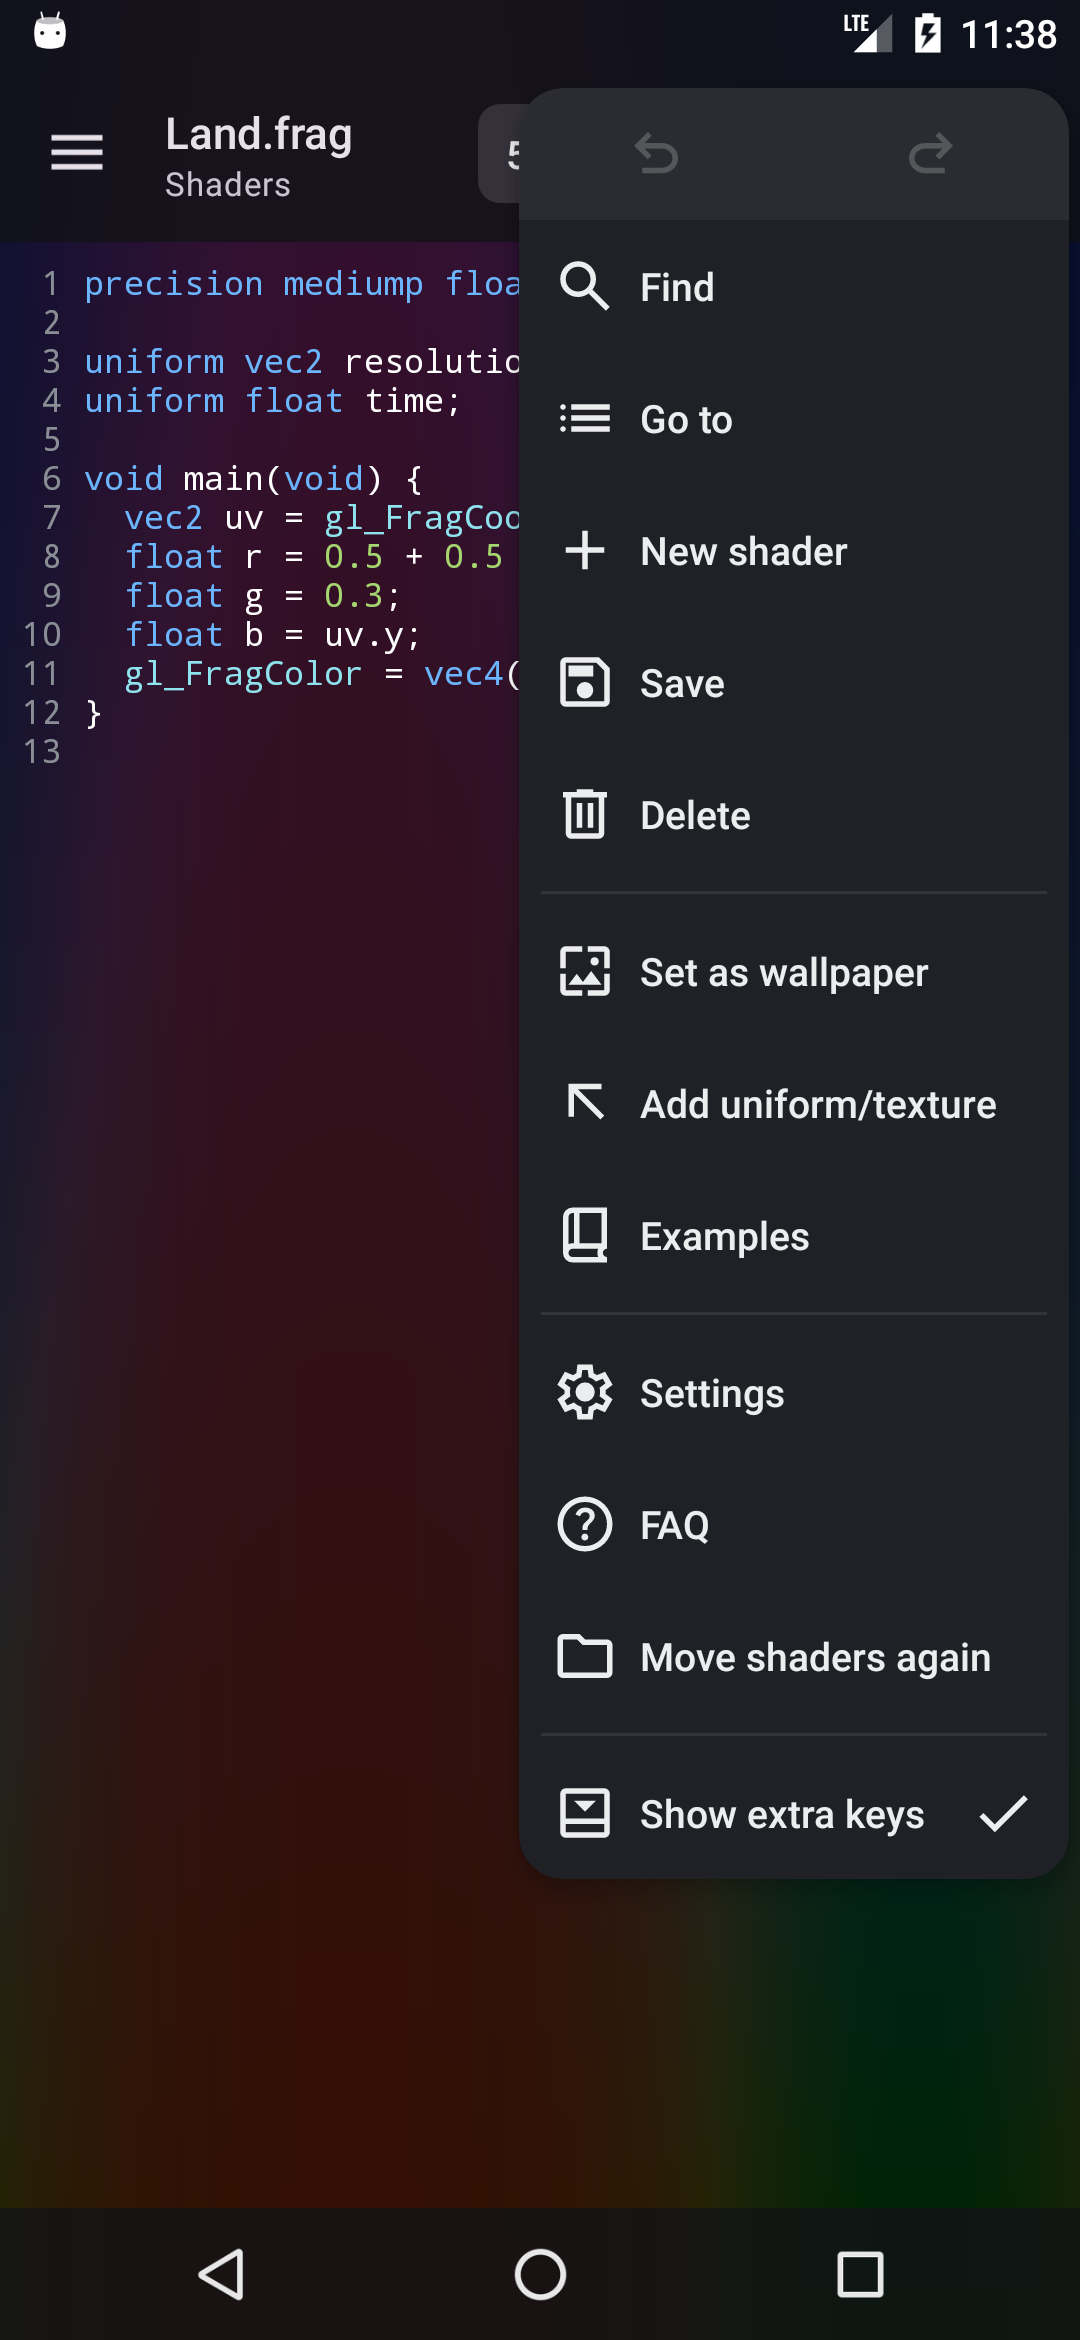 LTE 11:38
Land.frag
Shaders
5
1 precision mediump floa
2
3 uniform vec2 resolutio
4 uniform float time;
5
6 void main(void) {
7 vec2 uv = gl_FragCoo
8 float r = 0.5 + 0.5
9 float g = 0.3;
10 float b = uv.y;
11 gl_FragColor = vec4(
12 }
13
Find
Go to
New shader
Save
Delete
Set as wallpaper
Add uniform/texture
Examples
Settings
FAQ
Move shaders again
Show extra keys